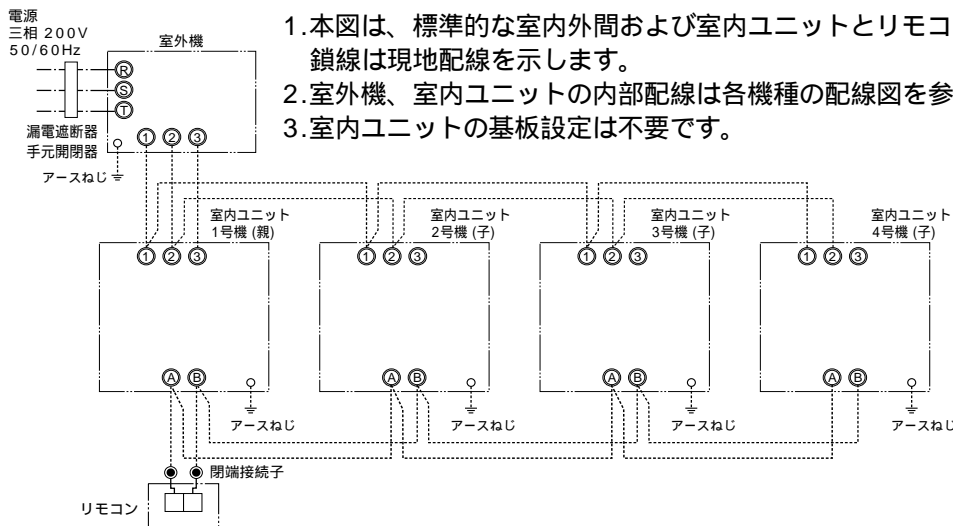 電源
三相 200V
50/60Hz
室外機
R
S
T
漏電遮断器
手元開閉器
1 2 3
アースねじ
1.本図は、標準的な室内外間および室内ユニットとリモコ
鎖線は現地配線を示します。
2.室外機、室内ユニットの内部配線は各機種の配線図を参
3.室内ユニットの基板設定は不要です。
室内ユニット
1号機 (親)
1 2 3
A B
アースねじ
室内ユニット
2号機 (子)
1 2 3
A B
アースねじ
室内ユニット
3号機 (子)
1 2 3
A B
アースねじ
室内ユニット
4号機 (子)
1 2 3
A B
アースねじ
閉端接続子
リモコン